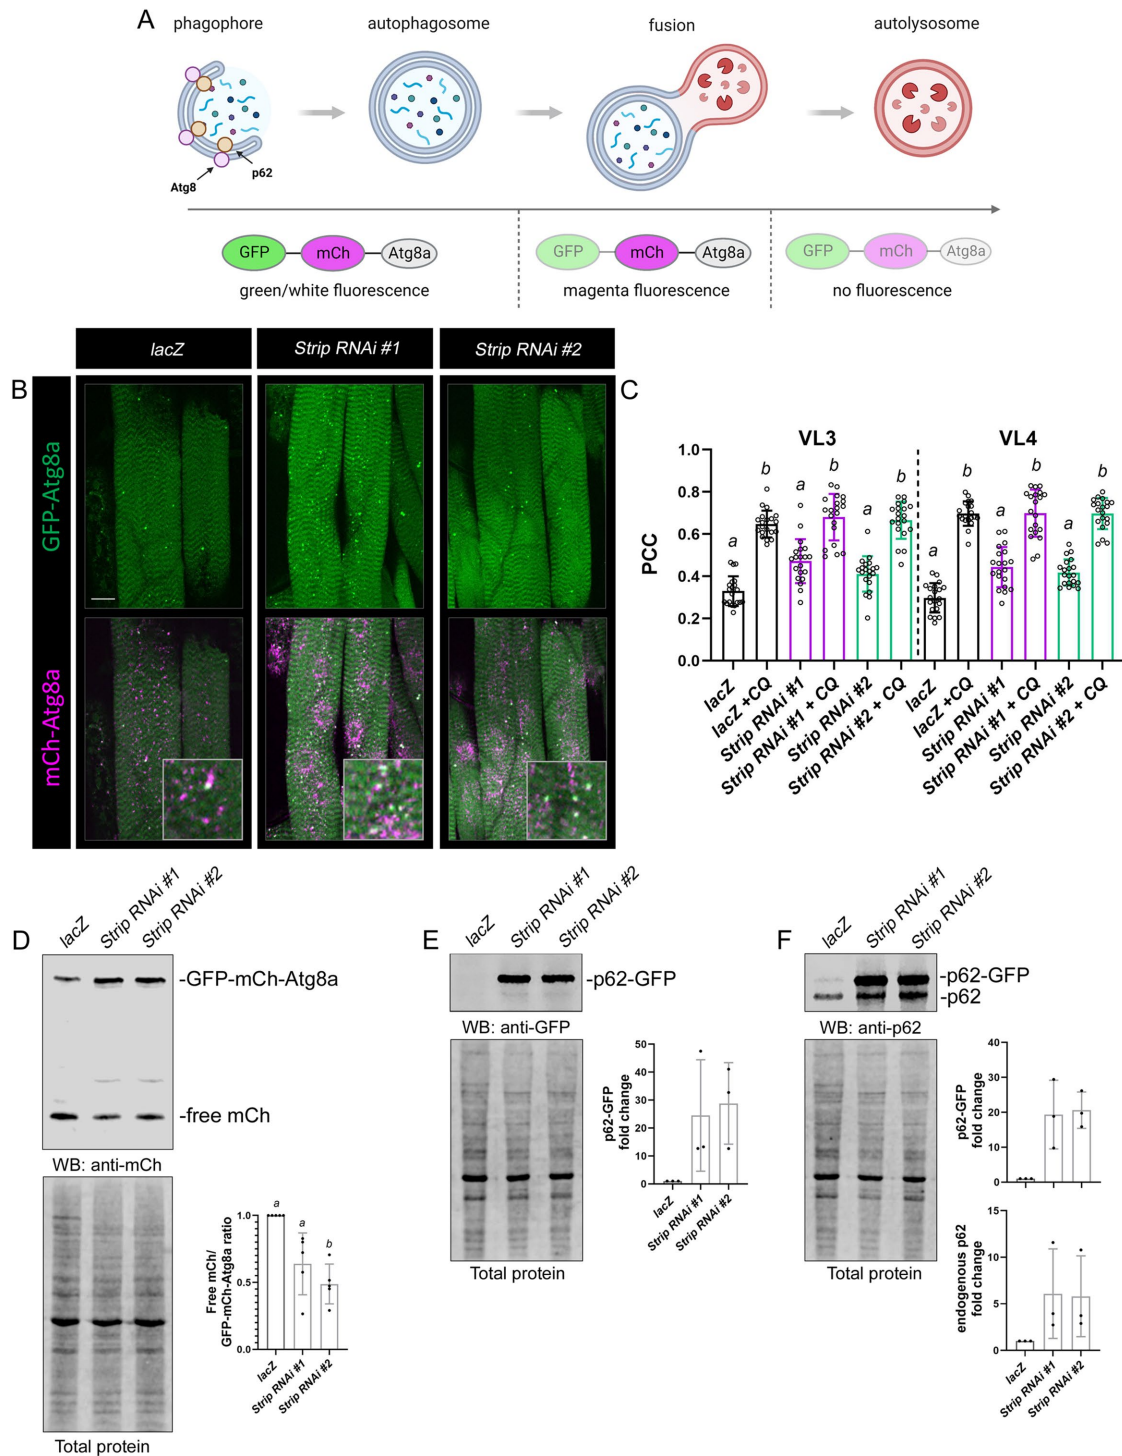 A
phagophore
autophagosome
fusion
autolysosome
Atg8
p62
GFP
mCh
Atg8a
GFP
mCh
Atg8a
GFP
mCh
Atg8a
green/white fluorescence
magenta fluorescence
no fluorescence
B
lacZ
Strip RNAi #1
Strip RNAi #2
GFP-Atg8a
mCh-Atg8a
C
VL3
VL4
PCC
1.0
0.8
0.6
0.4
0.2
0.0
a
b
a
b
a
b
a
b
a
b
a
b
lacZ
lacZ +CQ
Strip RNAi #1
Strip RNAi #1 + CQ
Strip RNAi #2
Strip RNAi #2 + CQ
lacZ
lacZ +CQ
Strip RNAi #1
Strip RNAi #1 + CQ
Strip RNAi #2
Strip RNAi #2 + CQ
D
lacZ
Strip RNAi #1
Strip RNAi #2
-GFP-mCh-Atg8a
-free mCh
WB: anti-mCh
Total protein
Free mCh/
GFP-mCh-Atg8a ratio
1.0
0.5
0.0
a
a
b
lacZ
Strip RNAi #1
Strip RNAi #2
E
lacZ
Strip RNAi #1
Strip RNAi #2
-p62-GFP
WB: anti-GFP
Total protein
p62-GFP
fold change
50
40
30
20
10
0
lacZ
Strip RNAi #1
Strip RNAi #2
F
lacZ
Strip RNAi #1
Strip RNAi #2
-p62-GFP
-p62
WB: anti-p62
Total protein
p62-GFP
fold change
40
30
20
10
0
endogenous p62
fold change
15
10
5
0
lacZ
Strip RNAi #1
Strip RNAi #2